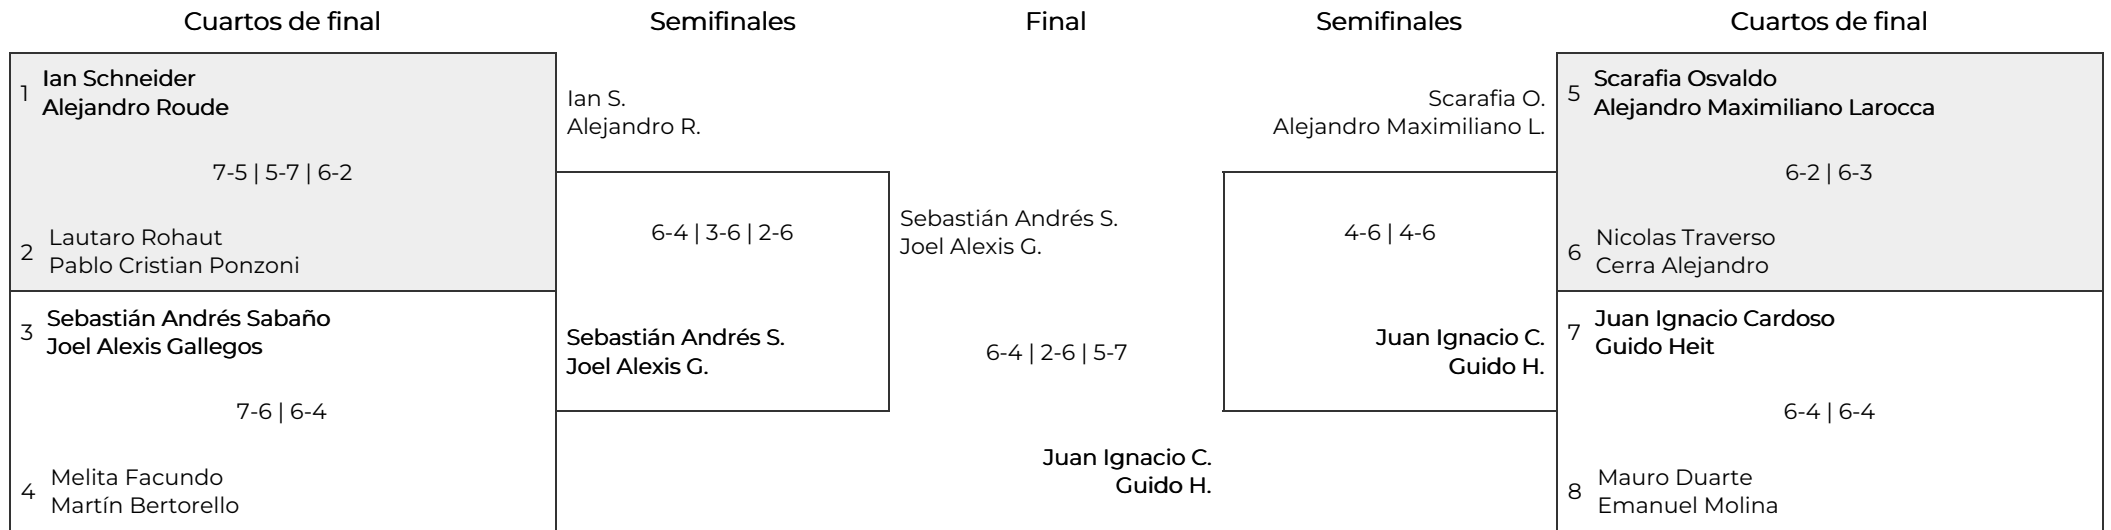 Cuartos de final
Semifinales
Final
Semifinales
Cuartos de final
1
Ian Schneider
Alejandro Roude
7-5 | 5-7 | 6-2
2
Lautaro Rohaut
Pablo Cristian Ponzoni
3
Sebastián Andrés Sabaño
Joel Alexis Gallegos
7-6 | 6-4
4
Melita Facundo
Martín Bertorello
Ian S.
Alejandro R.
6-4 | 3-6 | 2-6
Sebastián Andrés S.
Joel Alexis G.
Sebastián Andrés S.
Joel Alexis G.
6-4 | 2-6 | 5-7
Juan Ignacio C.
Guido H.
Scarafia O.
Alejandro Maximiliano L.
4-6 | 4-6
Juan Ignacio C.
Guido H.
5
Scarafia Osvaldo
Alejandro Maximiliano Larocca
6-2 | 6-3
6
Nicolas Traverso
Cerra Alejandro
7
Juan Ignacio Cardoso
Guido Heit
6-4 | 6-4
8
Mauro Duarte
Emanuel Molina